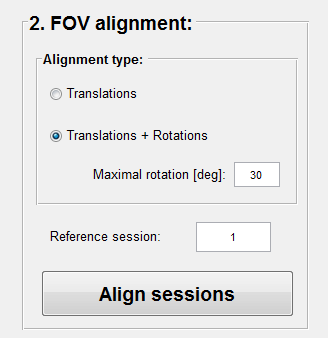 2. FOV alignment:
Alignment type:
Translations
Translations + Rotations
Maximal rotation [deg]: 30
Reference session: 1
Align sessions